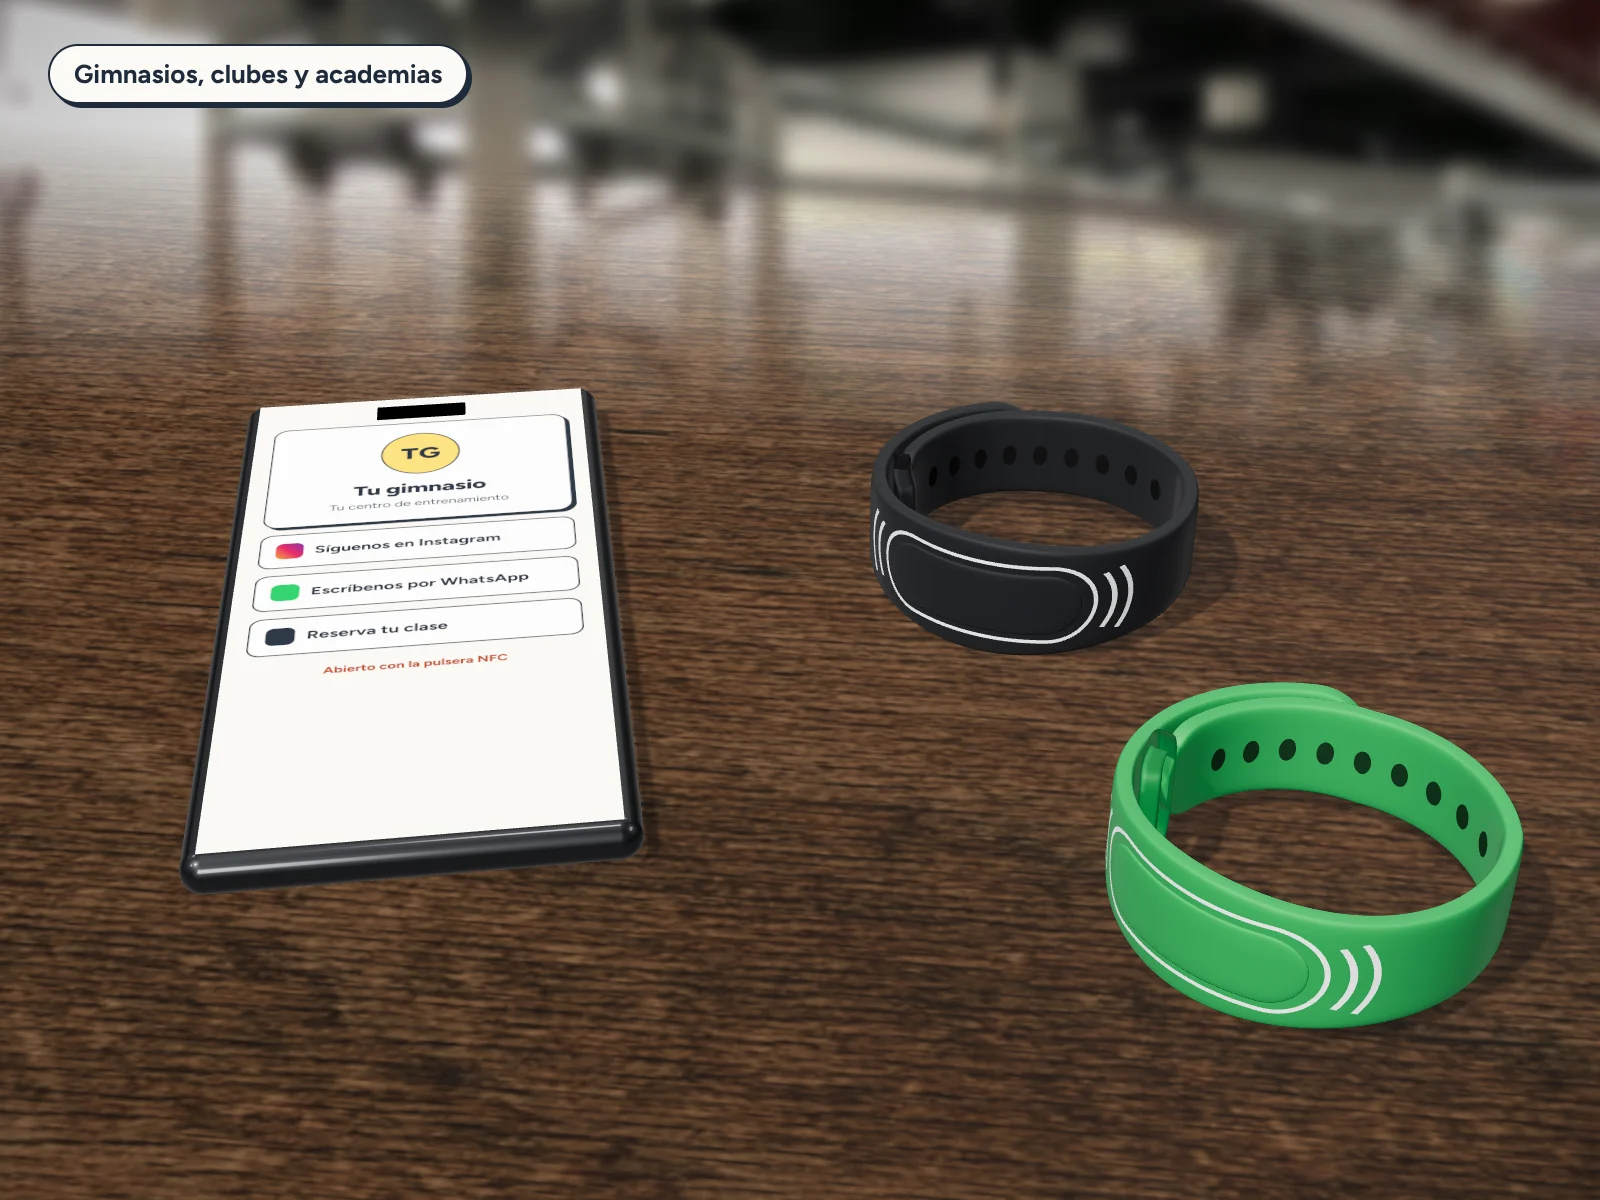 Gimnasios, clubes y academias
TG
Tu gimnasio
Tu centro de entrenamiento
Síguenos en Instagram
Escríbenos por WhatsApp
Reserva tu clase
Abierto con la pulsera NFC